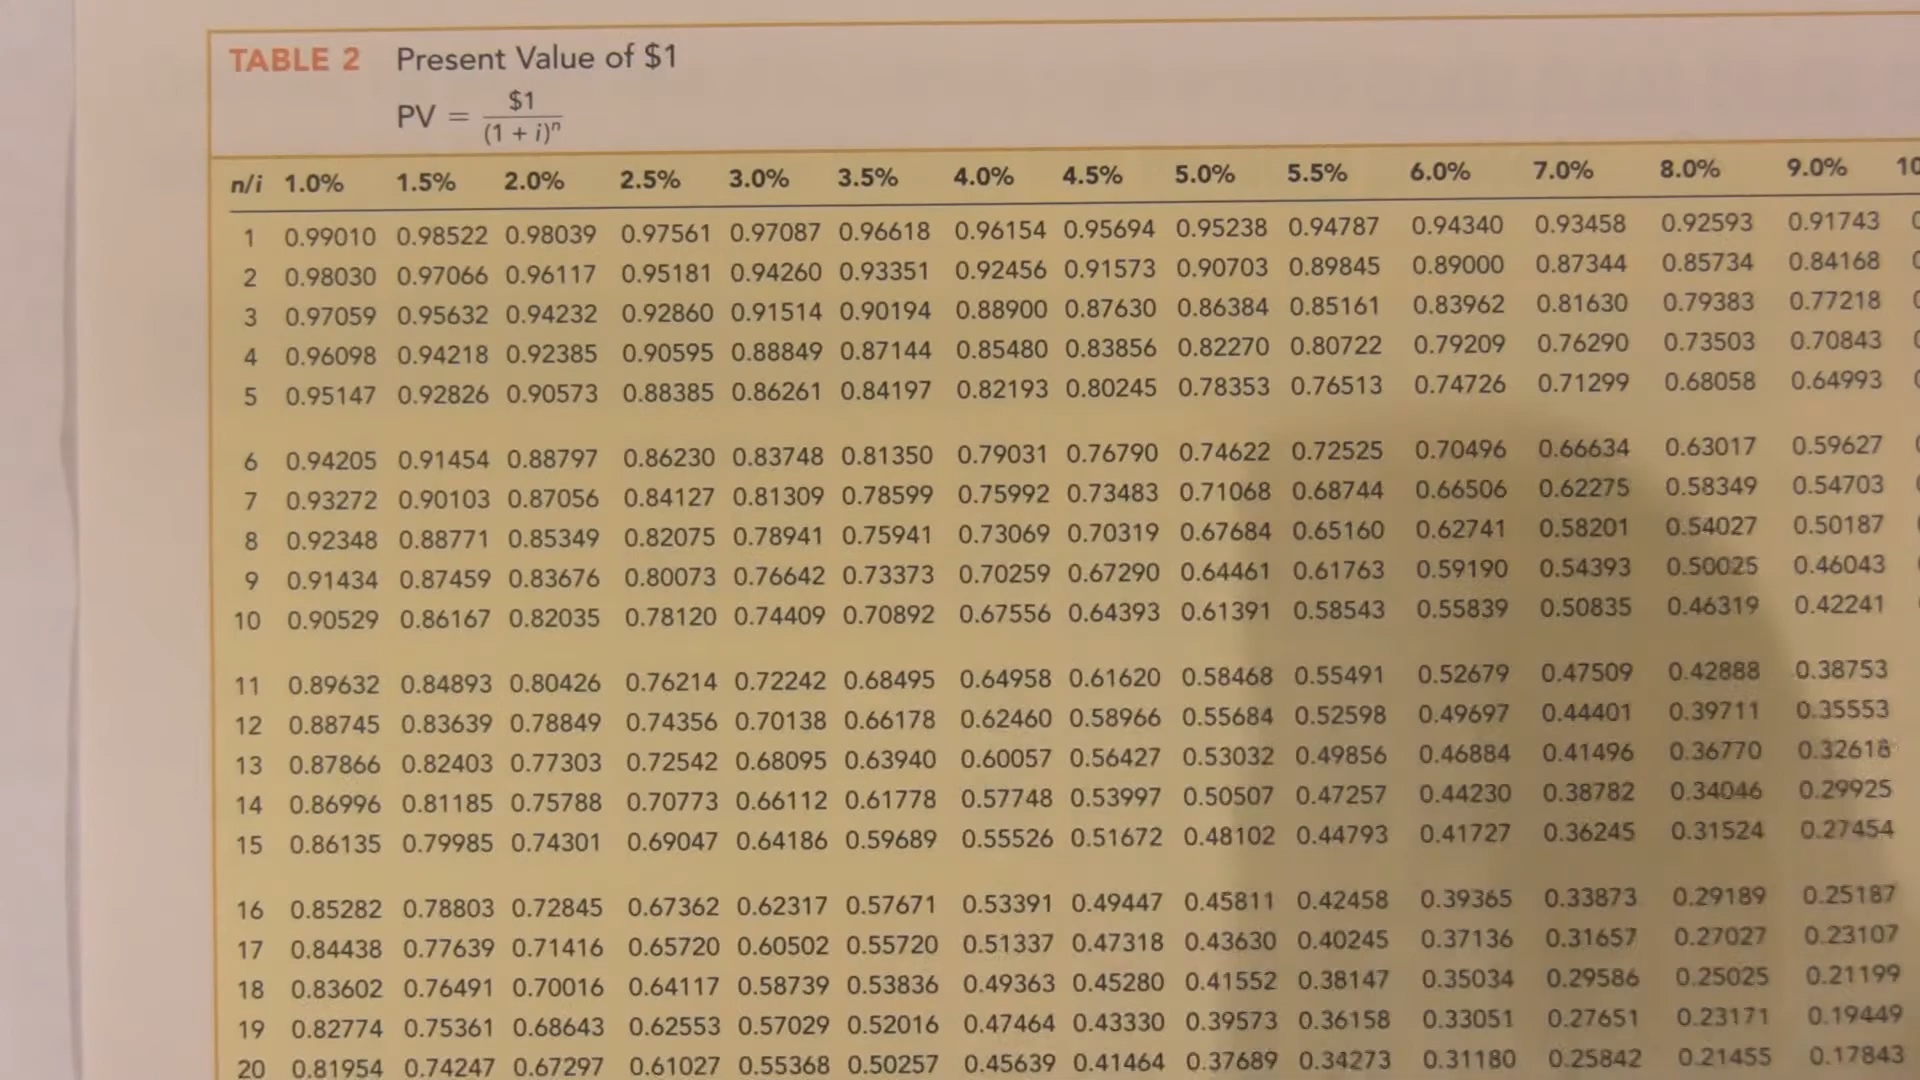 TABLE 2 Present Value of $1
PV = $1
(1 + i)n
n/i 1.0% 1.5% 2.0% 2.5% 3.0% 3.5% 4.0% 4.5% 5.0% 5.5% 6.0% 7.0% 8.0% 9.0%
1 0.99010 0.98522 0.98039 0.97561 0.97087 0.96618 0.96154 0.95694 0.95238 0.94787 0.94340 0.93458 0.92593 0.91743
2 0.98030 0.97066 0.96117 0.95181 0.94260 0.93351 0.92456 0.91573 0.90703 0.89845 0.89000 0.87344 0.85734 0.84168
3 0.97059 0.95632 0.94232 0.92860 0.91514 0.90194 0.88900 0.87630 0.86384 0.85161 0.83962 0.81630 0.79383 0.77218
4 0.96098 0.94218 0.92385 0.90595 0.88849 0.87144 0.85480 0.83856 0.82270 0.80722 0.79209 0.76290 0.73503 0.70843
5 0.95147 0.92826 0.90573 0.88385 0.86261 0.84197 0.82193 0.80245 0.78353 0.76513 0.74726 0.71299 0.68058 0.64993
6 0.94205 0.91454 0.88797 0.86230 0.83748 0.81350 0.79031 0.76790 0.74622 0.72525 0.70496 0.66634 0.63017 0.59627
7 0.93272 0.90103 0.87056 0.84127 0.81309 0.78599 0.75992 0.73483 0.71068 0.68744 0.66506 0.62275 0.58349 0.54703
8 0.92348 0.88771 0.85349 0.82075 0.78941 0.75941 0.73069 0.70319 0.67684 0.65160 0.62741 0.58201 0.54027 0.50187
9 0.91434 0.87459 0.83676 0.80073 0.76642 0.73373 0.70259 0.67290 0.64461 0.61763 0.59190 0.54393 0.50025 0.46043
10 0.90529 0.86167 0.82035 0.78120 0.74409 0.70892 0.67556 0.64393 0.61391 0.58543 0.55839 0.50835 0.46319 0.42241
11 0.89632 0.84893 0.80426 0.76214 0.72242 0.68495 0.64958 0.61620 0.58468 0.55491 0.52679 0.47509 0.42888 0.38753
12 0.88745 0.83639 0.78849 0.74356 0.70138 0.66178 0.62460 0.58966 0.55684 0.52598 0.49697 0.44401 0.39711 0.35553
13 0.87866 0.82403 0.77303 0.72542 0.68095 0.63940 0.60057 0.56427 0.53032 0.49856 0.46884 0.41496 0.36770 0.32618
14 0.86996 0.81185 0.75788 0.70773 0.66112 0.61778 0.57748 0.53997 0.50507 0.47257 0.44230 0.38782 0.34046 0.29925
15 0.86135 0.79985 0.74301 0.69047 0.64186 0.59689 0.55526 0.51672 0.48102 0.44793 0.41727 0.36245 0.31524 0.27454
16 0.85282 0.78803 0.72845 0.67362 0.62317 0.57671 0.53391 0.49447 0.45811 0.42458 0.39365 0.33873 0.29189 0.25187
17 0.84438 0.77639 0.71416 0.65720 0.60502 0.55720 0.51337 0.47318 0.43630 0.40245 0.37136 0.31657 0.27027 0.23107
18 0.83602 0.76491 0.70016 0.64117 0.58739 0.53836 0.49363 0.45280 0.41552 0.38147 0.35034 0.29586 0.25025 0.21199
19 0.82774 0.75361 0.68643 0.62553 0.57029 0.52016 0.47464 0.43330 0.39573 0.36158 0.33051 0.27651 0.23171 0.19449
20 0.81954 0.74247 0.67297 0.61027 0.55368 0.50257 0.45639 0.41464 0.37689 0.34273 0.31180 0.25842 0.21455 0.17843